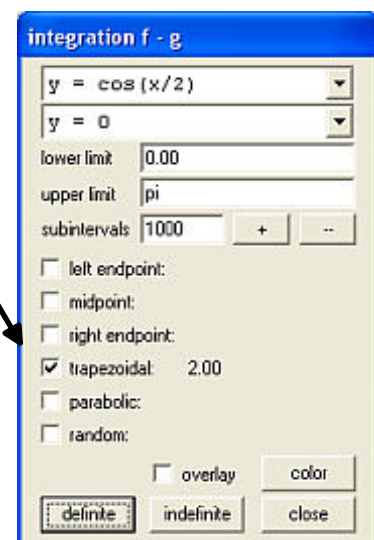 integration f - g
y = cos(x/2)
y = 0
lower limit 0.00
upper limit pi
subintervals 1000 + --
left endpoint:
midpoint:
right endpoint:
trapezoidal: 2.00
parabolic:
random:
overlay color
definite indefinite close